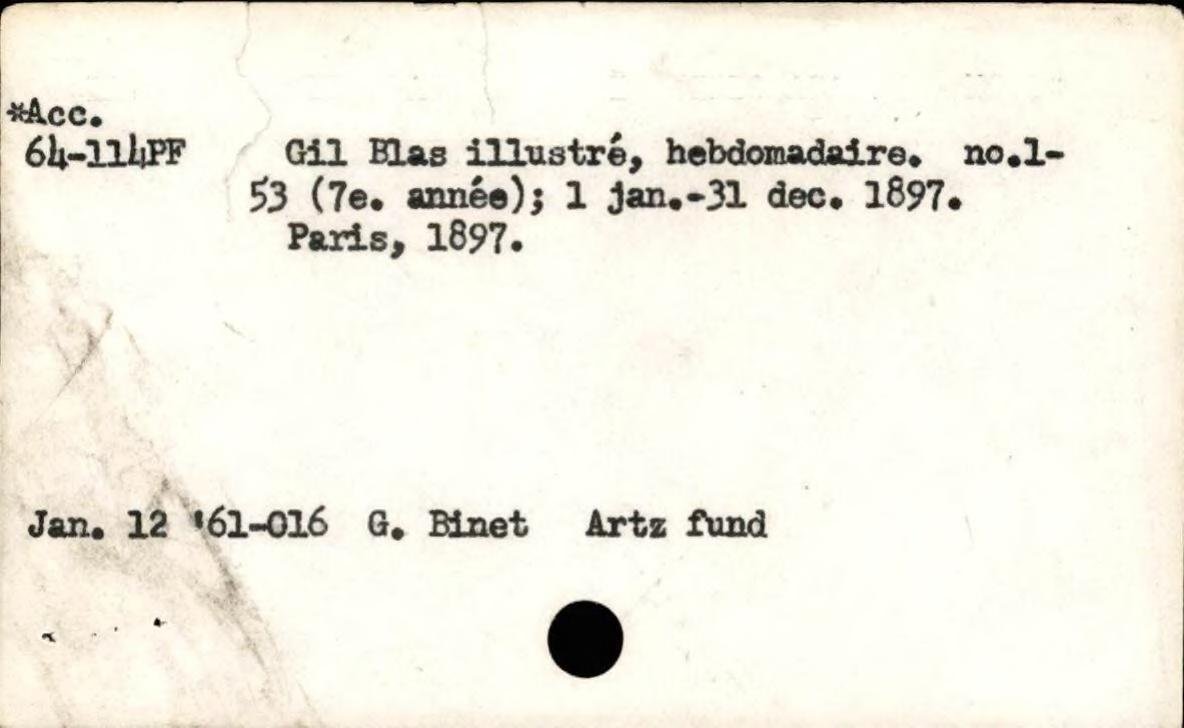 *Acc.
64-114PF Gil Blas illustré, hebdomadaire. no.1-
53 (7e. année); 1 jan.-31 dec. 1897.
Paris, 1897.
Jan. 12 '61-016 G. Binet Artz fund